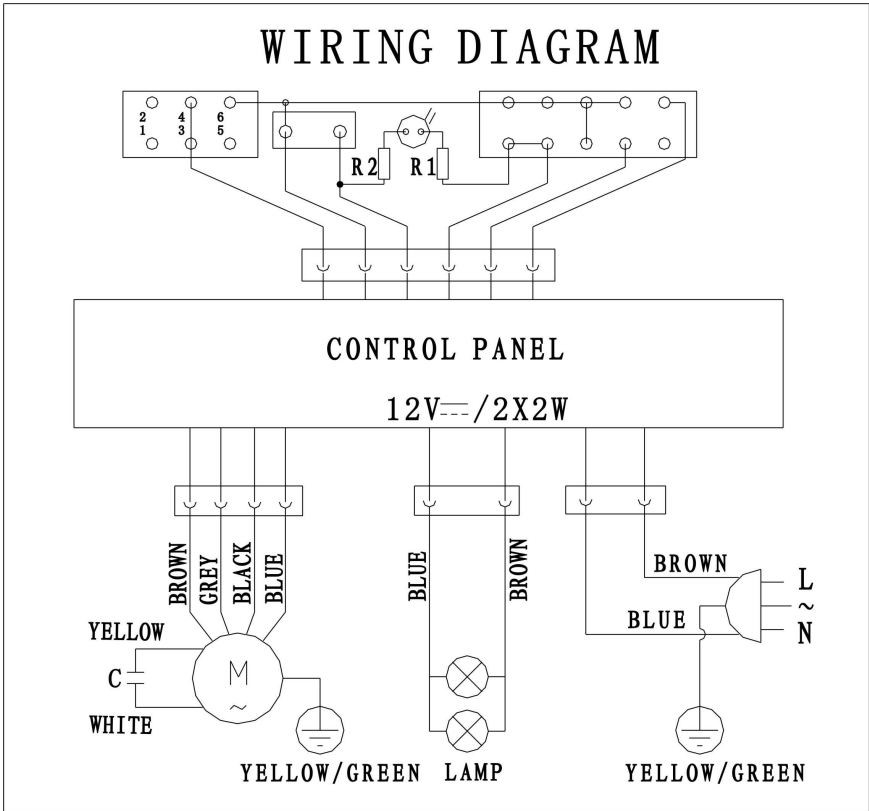 WIRING DIAGRAM
2 4 6
1 3 5
R2 R1
CONTROL PANEL
12V⎓/2X2W
BROWN
GREY
BLACK
BLUE
BLUE
BROWN
BROWN
L
~
BLUE
N
YELLOW
C
M
~
WHITE
YELLOW/GREEN
LAMP
YELLOW/GREEN